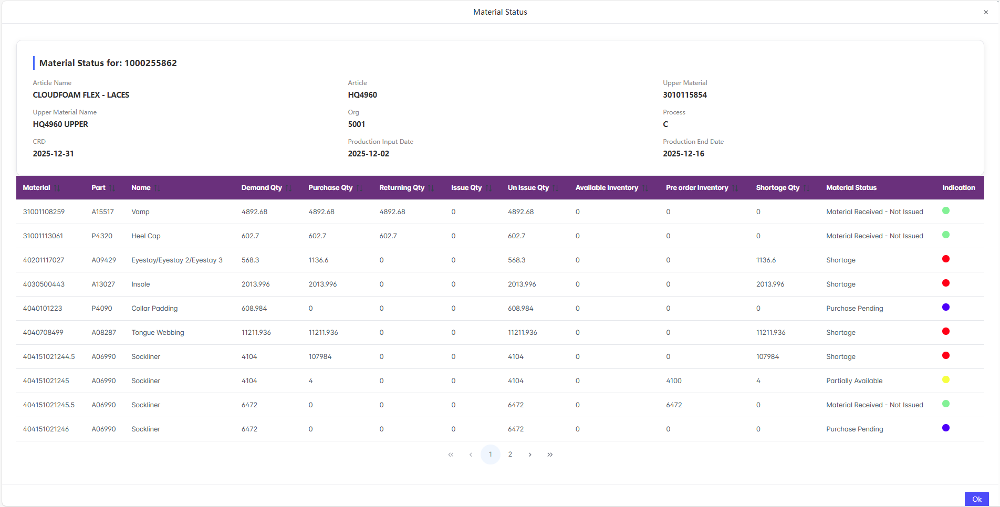 Material Status
×
Material Status for: 1000255862
Article Name Article Upper Material
CLOUDFOAM FLEX - LACES HQ4960 3010115854
Upper Material Name Org Process
HQ4960 UPPER 5001 C
CRD Production Input Date Production End Date
2025-12-31 2025-12-02 2025-12-16
Material Part Name Demand Qty Purchase Qty Returning Qty Issue Qty Un Issue Qty Available Inventory Pre order Inventory Shortage Qty Material Status Indication
31001108259 A15517 Vamp 4892.68 4892.68 4892.68 0 4892.68 0 0 0 Material Received - Not Issued
31001113061 P4320 Heel Cap 602.7 602.7 602.7 0 602.7 0 0 0 Material Received - Not Issued
40201117027 A09429 Eyestay/Eyestay 2/Eyestay 3 568.3 1136.6 0 0 568.3 0 0 1136.6 Shortage
4030500443 A13027 Insole 2013.996 2013.996 0 0 2013.996 0 0 2013.996 Shortage
4040101223 P4090 Collar Padding 608.984 0 0 0 608.984 0 0 0 Purchase Pending
4040708499 A08287 Tongue Webbing 11211.936 11211.936 0 0 11211.936 0 0 11211.936 Shortage
404151021244.5 A06990 Sockliner 4104 107984 0 0 4104 0 0 107984 Shortage
404151021245 A06990 Sockliner 4104 4 0 0 4104 0 4100 4 Partially Available
404151021245.5 A06990 Sockliner 6472 0 0 0 6472 0 6472 0 Material Received - Not Issued
404151021246 A06990 Sockliner 6472 0 0 0 6472 0 0 0 Purchase Pending
« ‹ 1 2 › »
Ok